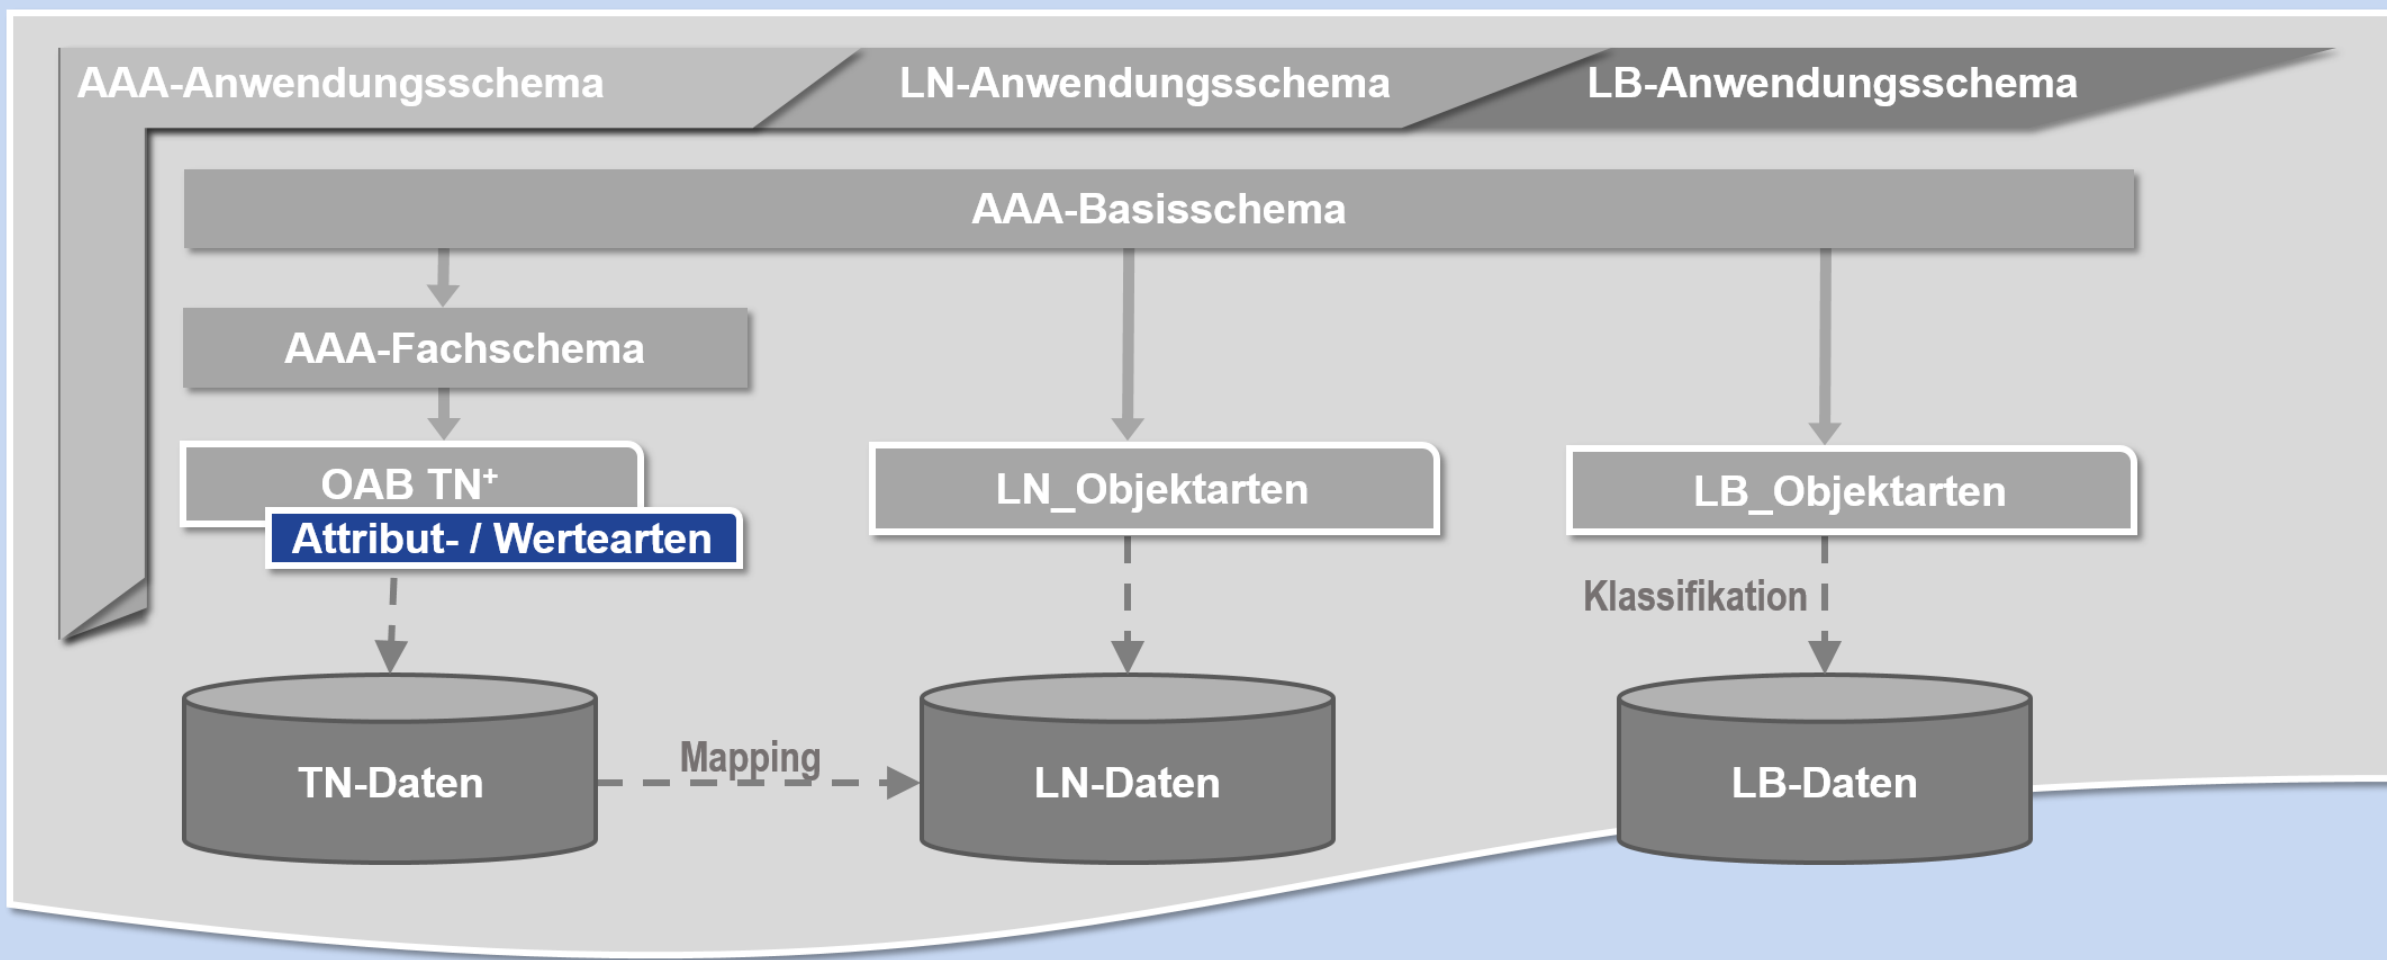 AAA-Anwendungsschema
LN-Anwendungsschema
LB-Anwendungsschema
AAA-Basisschema
AAA-Fachschema
OAB TN⁺
Attribut- / Wertearten
LN_Objektarten
LB_Objektarten
Klassifikation
Mapping
TN-Daten
LN-Daten
LB-Daten